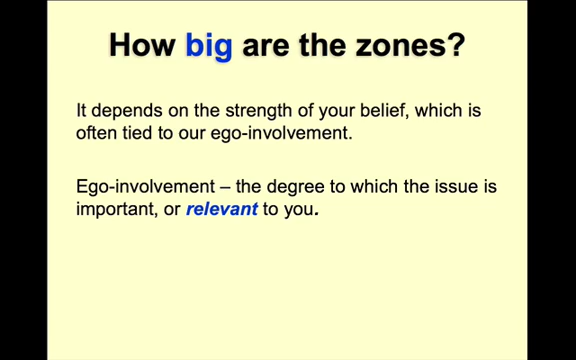 How big are the zones?
It depends on the strength of your belief, which is
often tied to our ego-involvement.
Ego-involvement – the degree to which the issue is
important, or relevant to you.